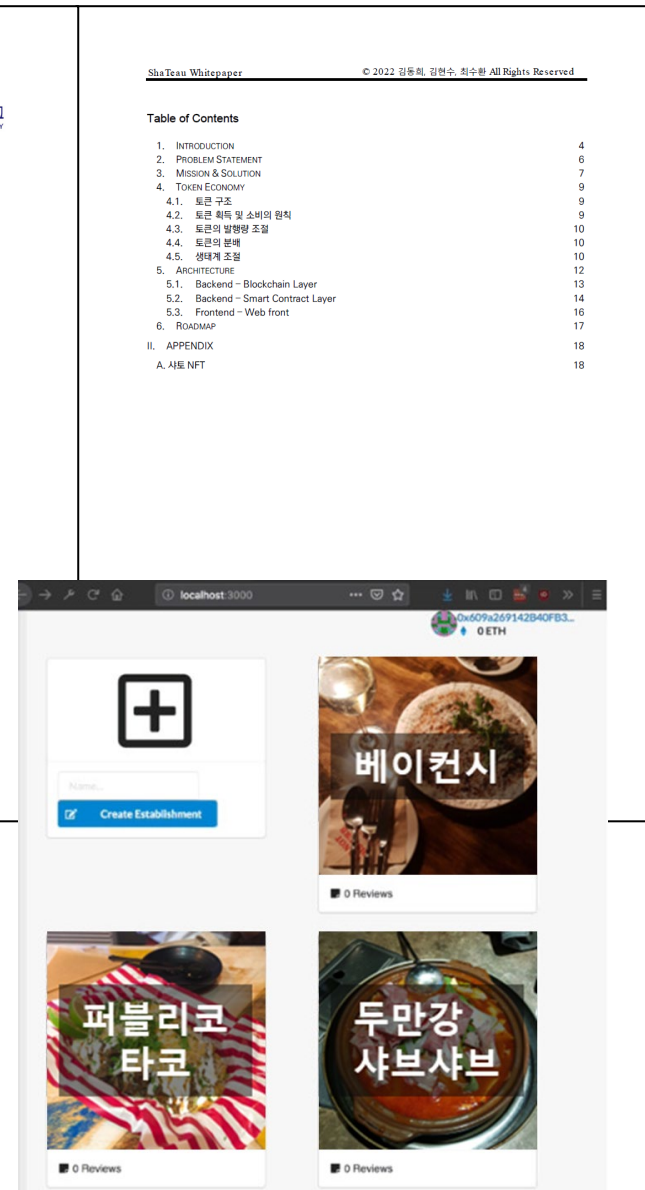 ShaTeau Whitepaper © 2022 김동희, 김현수, 최수환 All Rights Reserved
Table of Contents
1. INTRODUCTION 4
2. PROBLEM STATEMENT 6
3. MISSION & SOLUTION 7
4. TOKEN ECONOMY 9
4.1. 토큰 구조 9
4.2. 토큰 획득 및 소비의 원칙 9
4.3. 토큰의 발행량 조절 10
4.4. 토큰의 분배 10
4.5. 생태계 조절 10
5. ARCHITECTURE 12
5.1. Backend – Blockchain Layer 13
5.2. Backend – Smart Contract Layer 14
5.3. Frontend – Web front 16
6. ROADMAP 17
II. APPENDIX 18
A. 샤토 NFT 18
localhost:3000
0x609a269142B40FB3...
0 ETH
Name...
Create Establishment
베이컨시
0 Reviews
퍼블리코
타코
0 Reviews
두만강
샤브샤브
0 Reviews